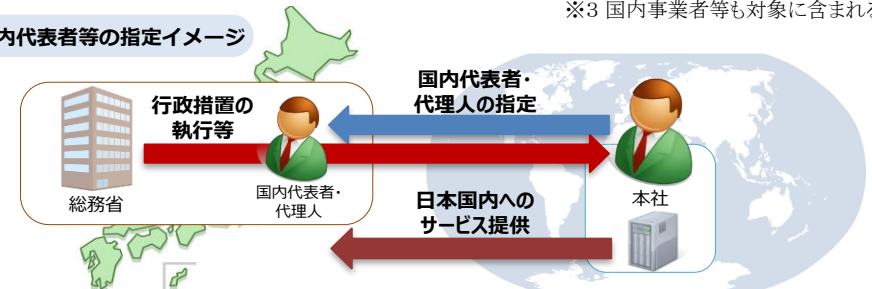 ※3 国内事業者等も対象に含まれる
内代表者等の指定イメージ
国内代表者・
代理人の指定
行政措置の
執行等
総務省
国内代表者・
代理人
本社
日本国内への
サービス提供